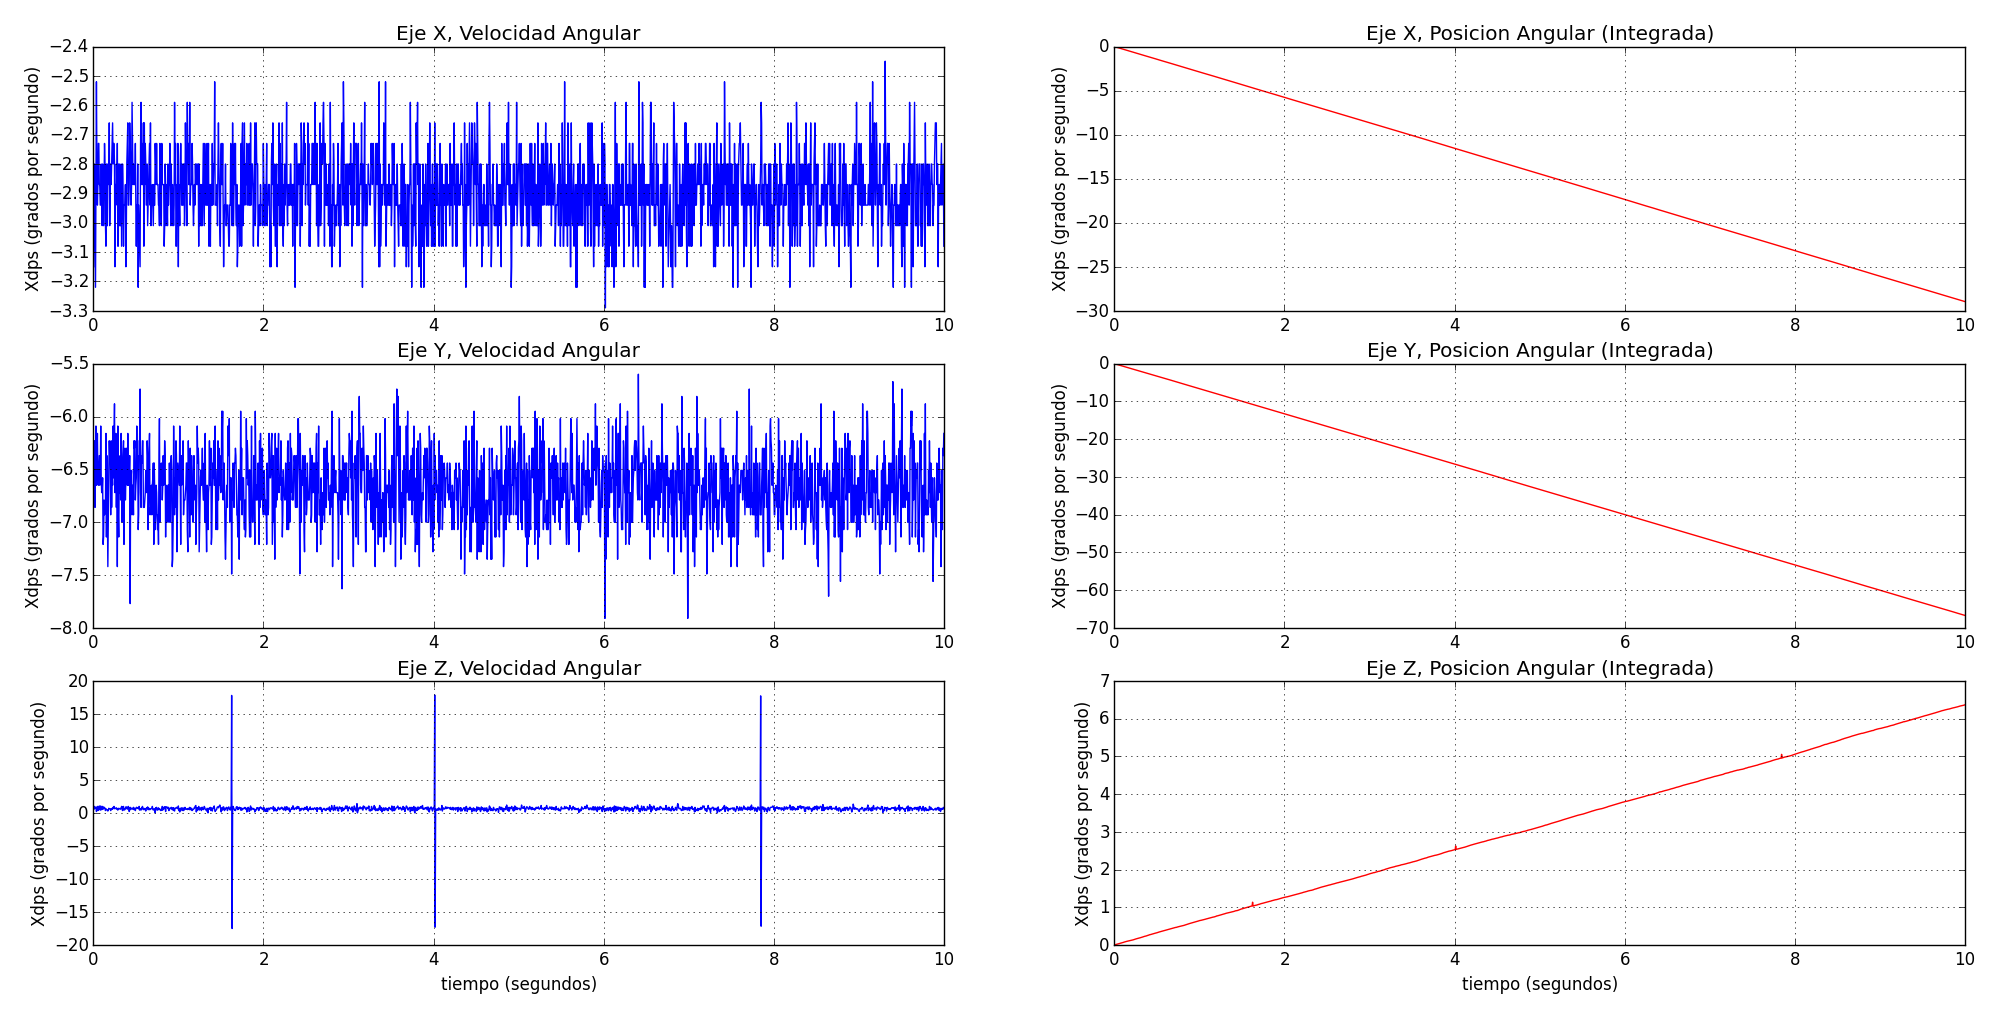 Eje X, Velocidad Angular
Xdps (grados por segundo)
−2.4
−2.5
−2.6
−2.7
−2.8
−2.9
−3.0
−3.1
−3.2
−3.3
0 2 4 6 8 10
Eje X, Posicion Angular (Integrada)
Xdps (grados por segundo)
0
−5
−10
−15
−20
−25
−30
0 2 4 6 8 10
Eje Y, Velocidad Angular
Xdps (grados por segundo)
−5.5
−6.0
−6.5
−7.0
−7.5
−8.0
0 2 4 6 8 10
Eje Y, Posicion Angular (Integrada)
Xdps (grados por segundo)
0
−10
−20
−30
−40
−50
−60
−70
0 2 4 6 8 10
Eje Z, Velocidad Angular
Xdps (grados por segundo)
20
15
10
5
0
−5
−10
−15
−20
0 2 4 6 8 10
tiempo (segundos)
Eje Z, Posicion Angular (Integrada)
Xdps (grados por segundo)
7
6
5
4
3
2
1
0
0 2 4 6 8 10
tiempo (segundos)